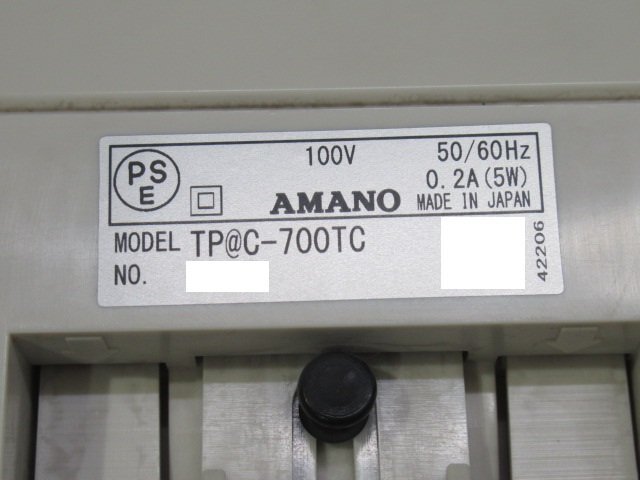 PS
E
100V 50/60Hz
0.2A(5W)
AMANO MADE IN JAPAN
MODEL TP@C-700TC
NO.
42206